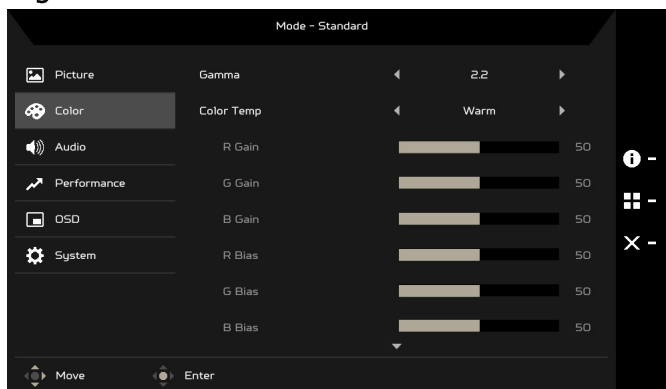 Mode - Standard
Picture
Gamma 2.2
Color
Color Temp Warm
Audio
R Gain 50
Performance
G Gain 50
OSD
B Gain 50
System
R Bias 50
G Bias 50
B Bias 50
Move Enter